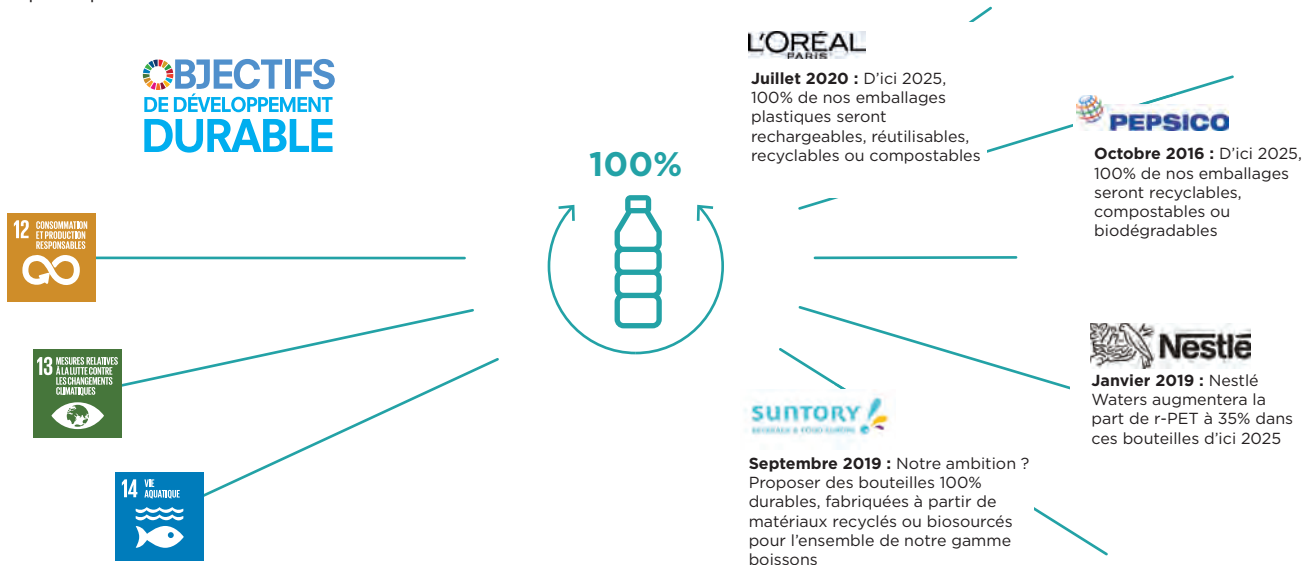 OBJECTIFS
DE DÉVELOPPEMENT
DURABLE
12 CONSOMMATION
ET PRODUCTION
RESPONSABLES
13 MESURES RELATIVES
À LA LUTTE CONTRE
LES CHANGEMENTS
CLIMATIQUES
14 VIE
AQUATIQUE
100%
L'ORÉAL
PARIS
Juillet 2020 : D'ici 2025,
100% de nos emballages
plastiques seront
rechargeables, réutilisables,
recyclables ou compostables
PEPSICO
Octobre 2016 : D'ici 2025,
100% de nos emballages
seront recyclables,
compostables ou
biodégradables
Nestlé
Janvier 2019 : Nestlé
Waters augmentera la
part de r-PET à 35% dans
ces bouteilles d'ici 2025
SUNTORY
Septembre 2019 : Notre ambition ?
Proposer des bouteilles 100%
durables, fabriquées à partir de
matériaux recyclés ou biosourcés
pour l'ensemble de notre gamme
boissons